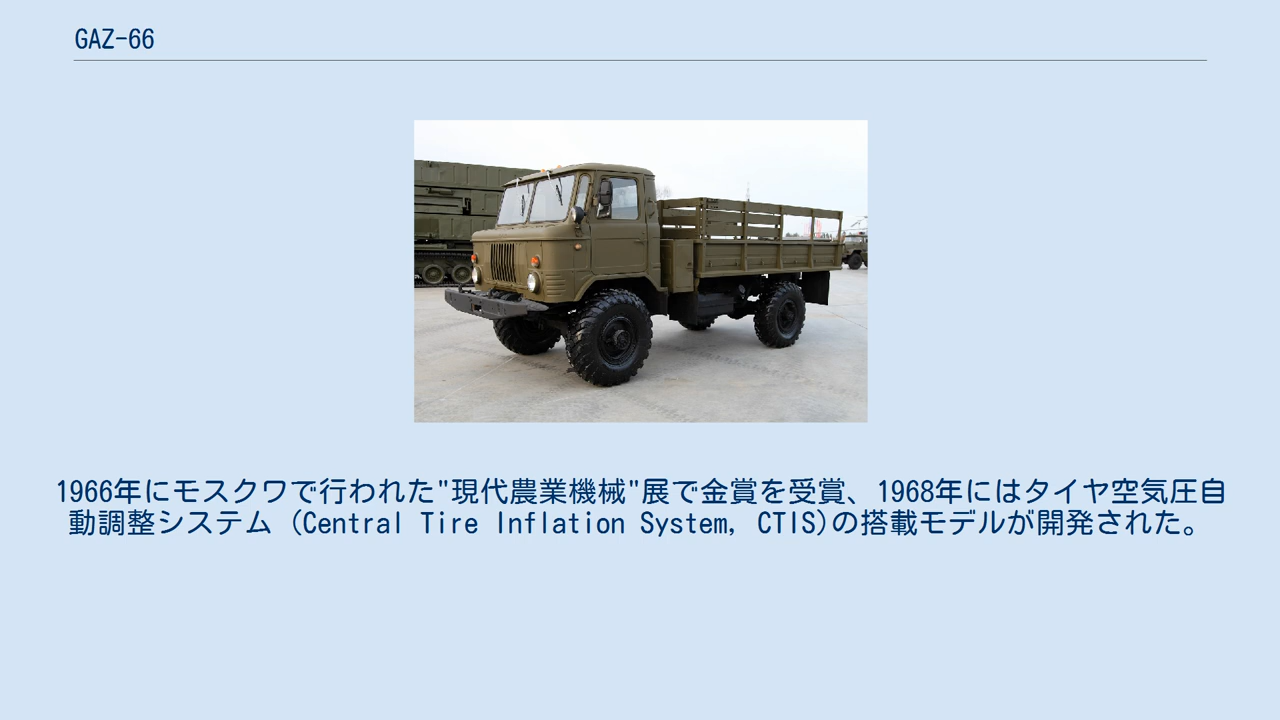 GAZ-66
1966年にモスクワで行われた"現代農業機械"展で金賞を受賞、1968年にはタイヤ空気圧自
動調整システム (Central Tire Inflation System, CTIS)の搭載モデルが開発された。